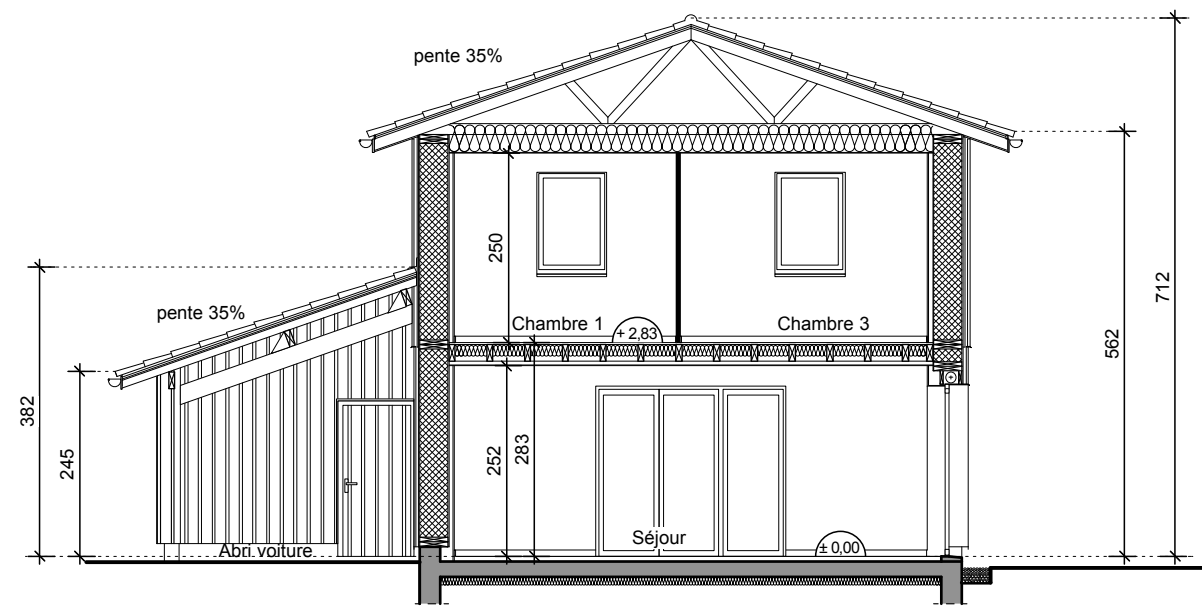 pente 35%
pente 35%
250
712
562
Chambre 1
+ 2,83
Chambre 3
382
245
252
283
Séjour
± 0,00
Abri voiture